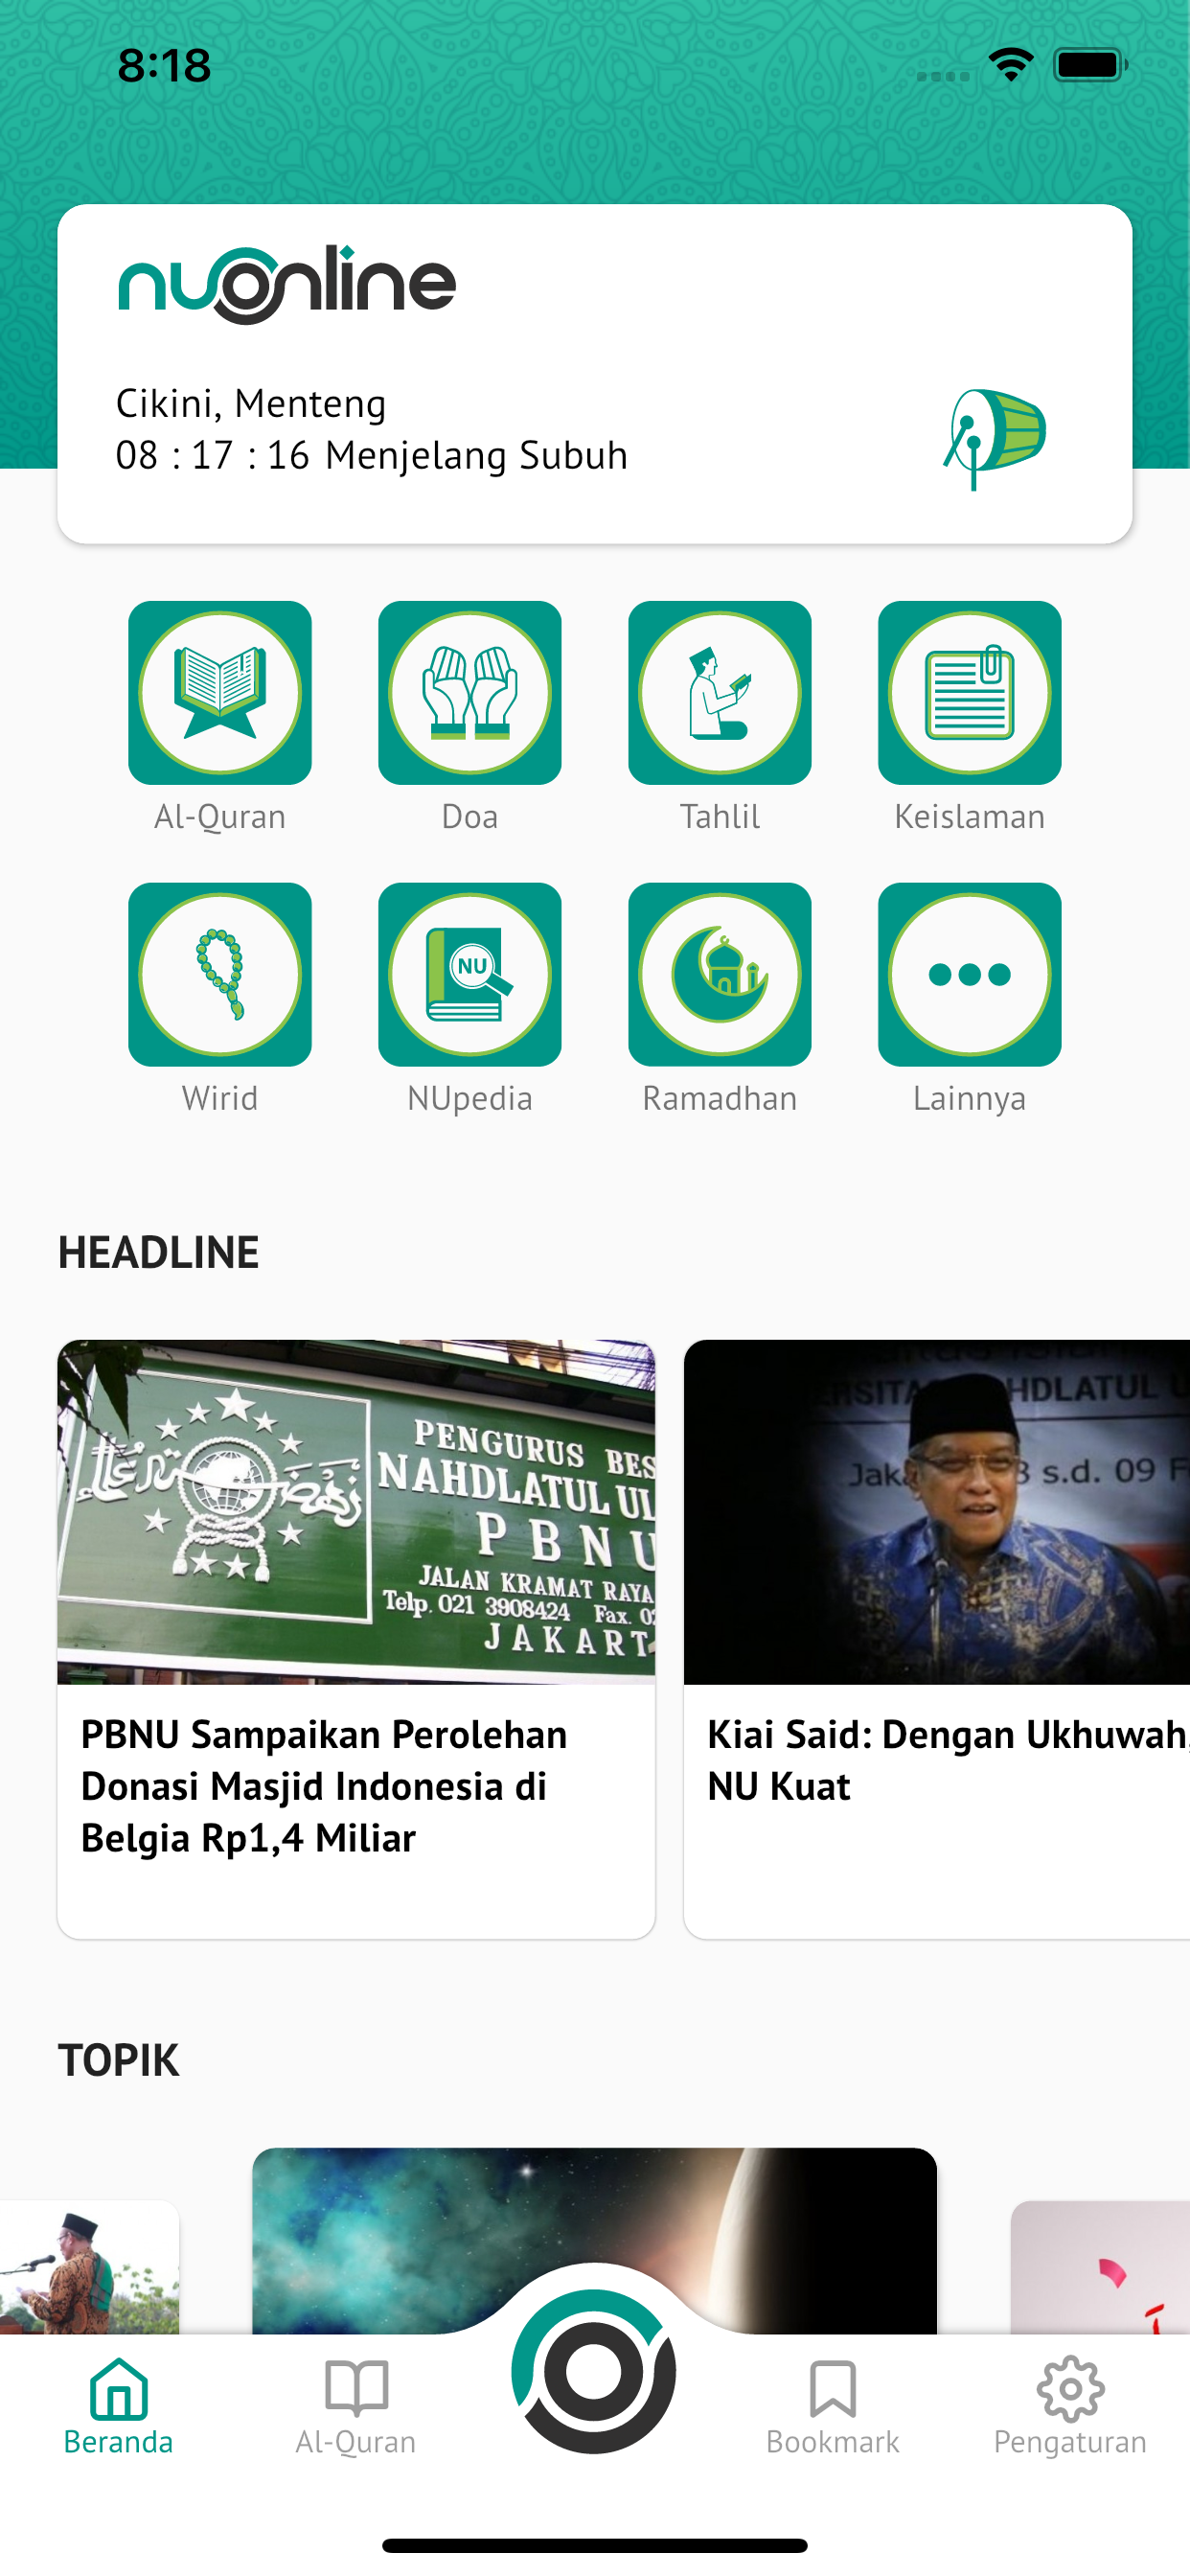 8:18
nuonline
Cikini, Menteng
08 : 17 : 16 Menjelang Subuh
Al-Quran
Doa
Tahlil
Keislaman
NU
Wirid
NUpedia
Ramadhan
Lainnya
HEADLINE
PENGURUS BES
NAHDLATUL UL
PBNU
JALAN KRAMAT RAYA
Telp. 021 3908424 Fax. 02
JAKART
ERSITA HDLATUL U
Jak 3 s.d. 09 F
PBNU Sampaikan Perolehan
Donasi Masjid Indonesia di
Belgia Rp1,4 Miliar
Kiai Said: Dengan Ukhuwah,
NU Kuat
TOPIK
Beranda
Al-Quran
Bookmark
Pengaturan